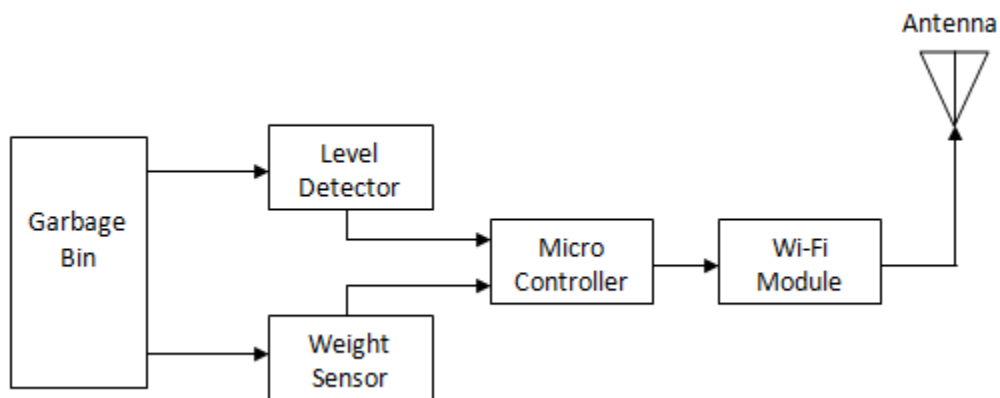 Antenna
Level
Detector
Garbage
Bin
Micro
Controller
Wi-Fi
Module
Weight
Sensor